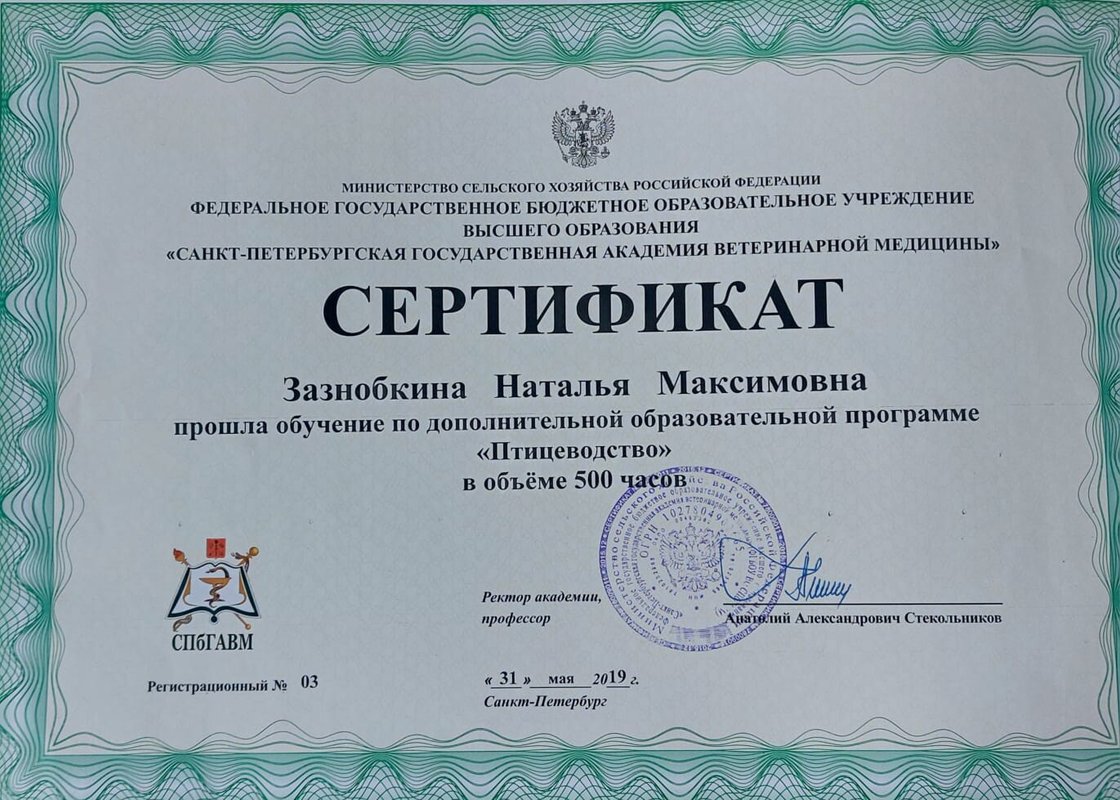 МИНИСТЕРСТВО СЕЛЬСКОГО ХОЗЯЙСТВА РОССИЙСКОЙ ФЕДЕРАЦИИ
ФЕДЕРАЛЬНОЕ ГОСУДАРСТВЕННОЕ БЮДЖЕТНОЕ ОБРАЗОВАТЕЛЬНОЕ УЧРЕЖДЕНИЕ
ВЫСШЕГО ОБРАЗОВАНИЯ
«САНКТ-ПЕТЕРБУРГСКАЯ ГОСУДАРСТВЕННАЯ АКАДЕМИЯ ВЕТЕРИНАРНОЙ МЕДИЦИНЫ»
СЕРТИФИКАТ
Зазнобкина Наталья Максимовна
прошла обучение по дополнительной образовательной программе
«Птицеводство»
в объёме 500 часов
Ректор академии,
профессор
Анатолий Александрович Стекольников
СПбГАВМ
Регистрационный № 03
«31» мая 2019 г.
Санкт-Петербург